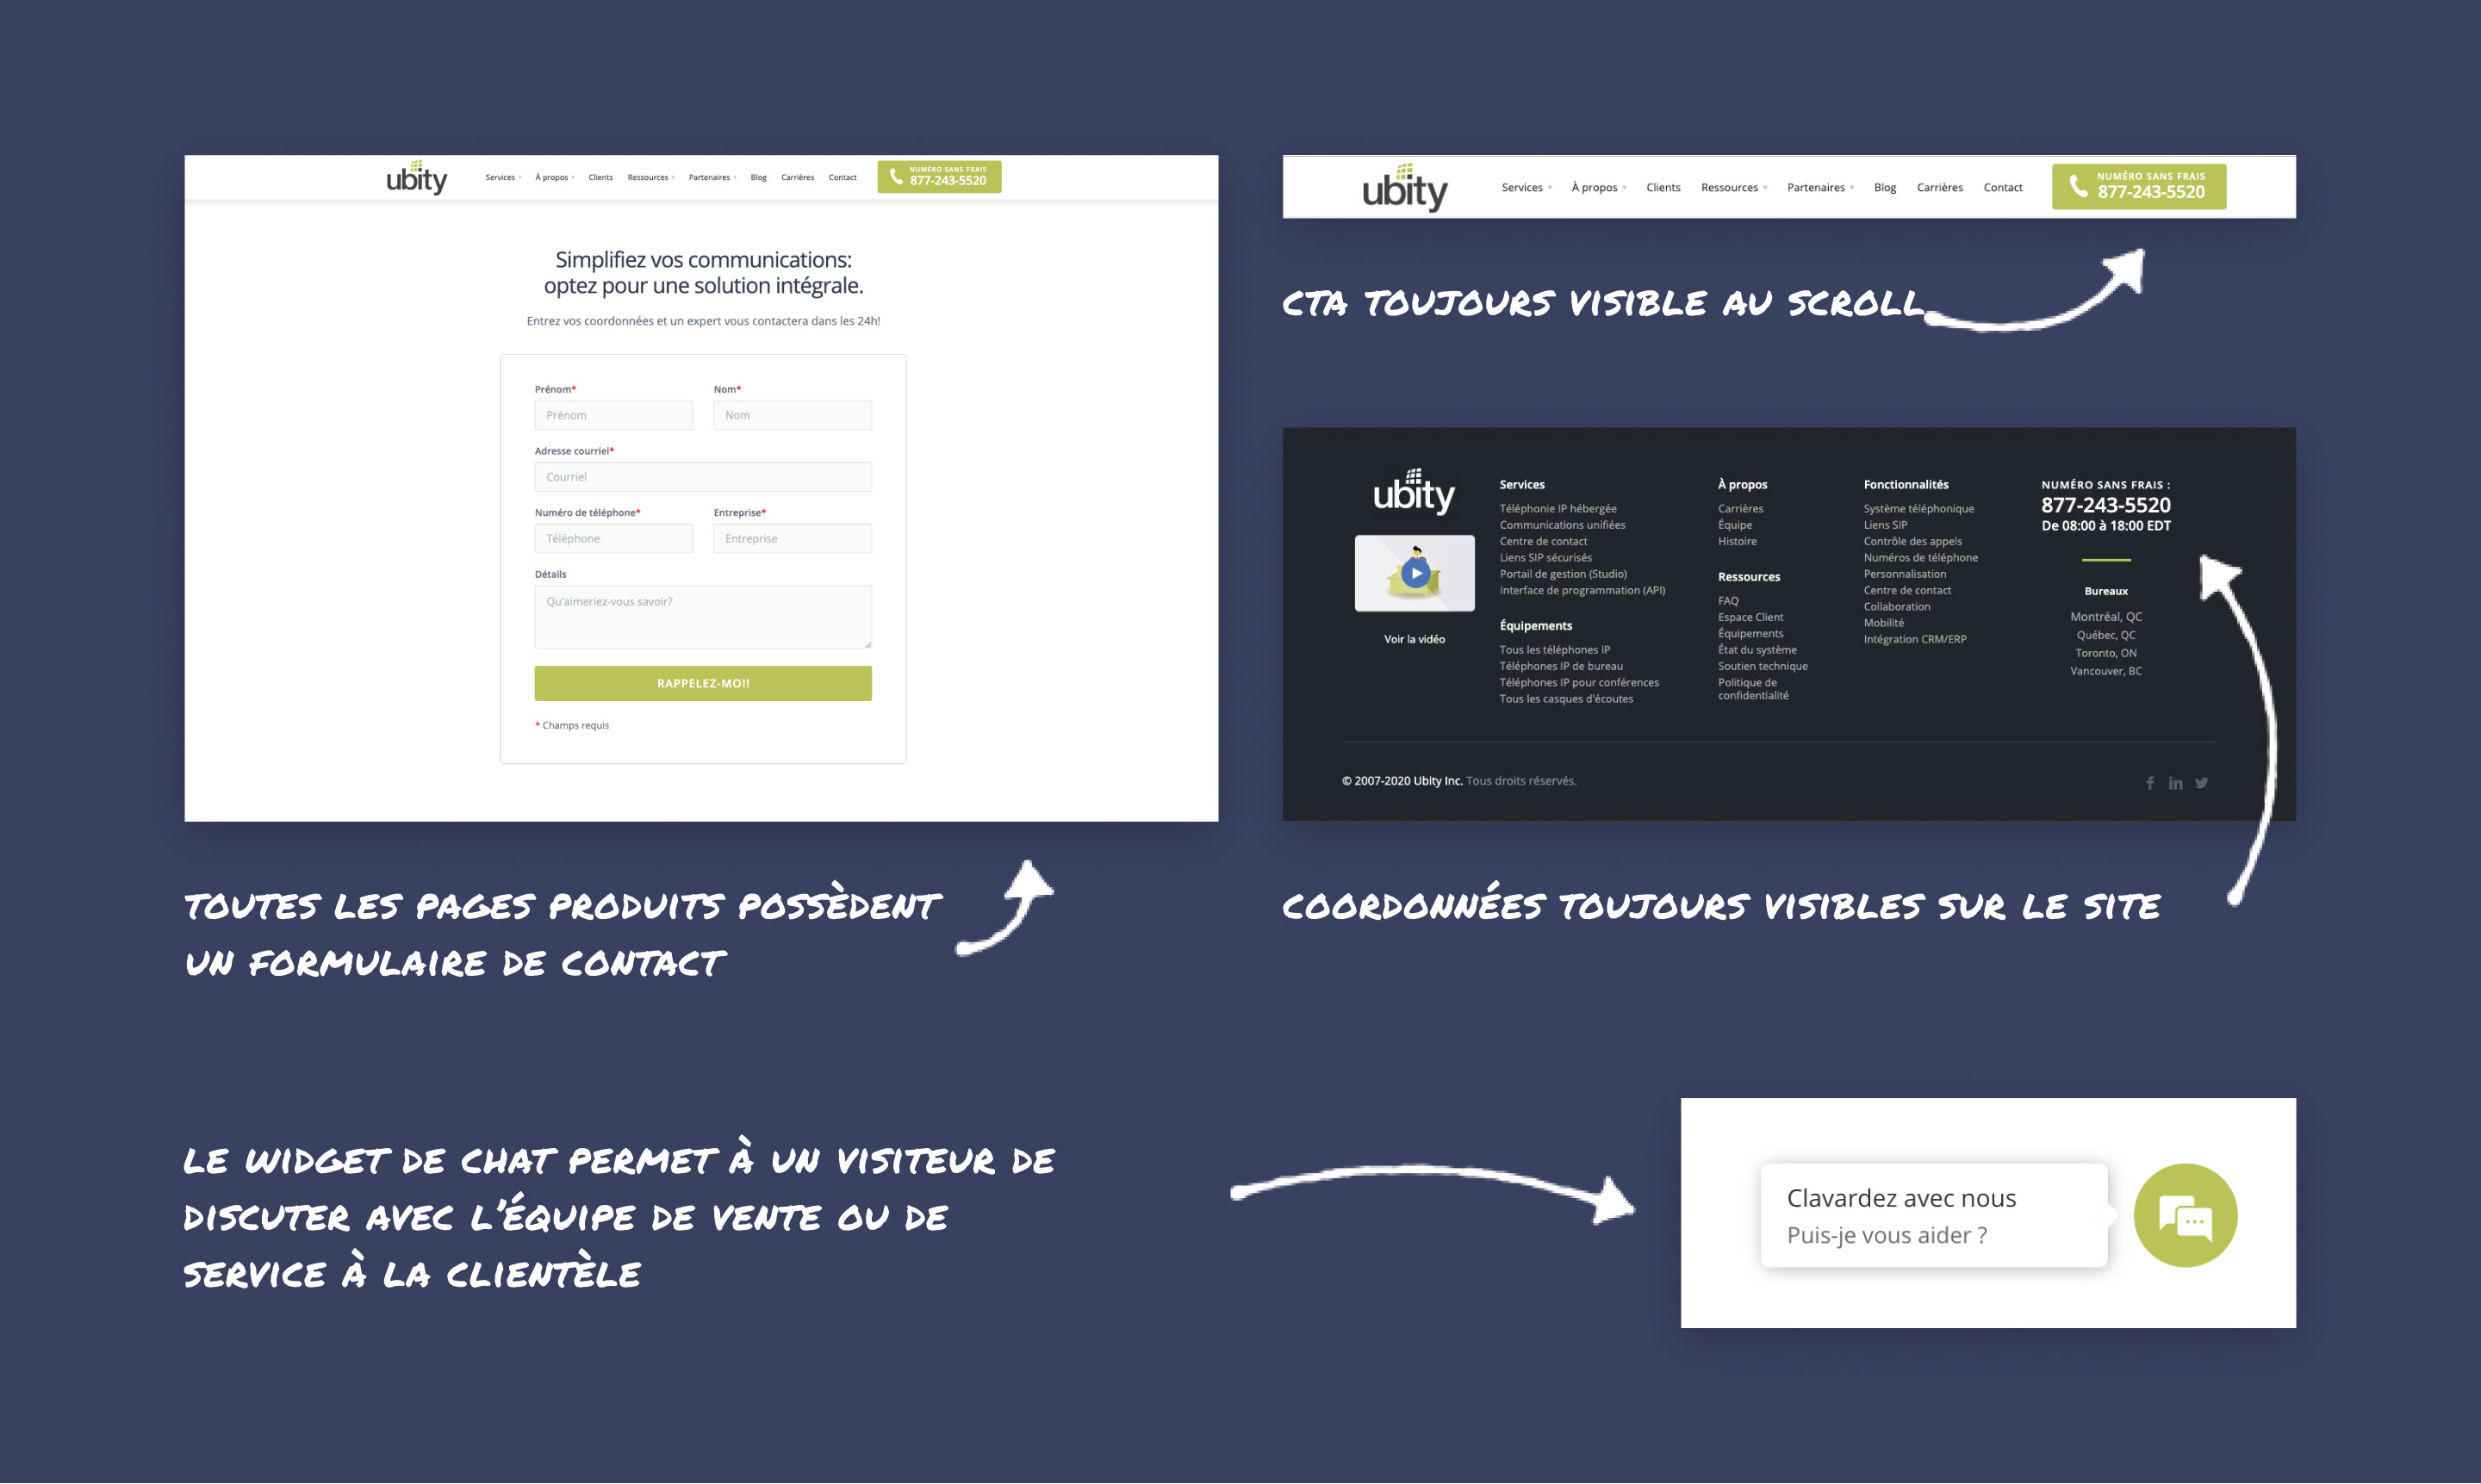 ubity
Services À propos Clients Ressources Partenaires Blog Carrières Contact
NUMÉRO SANS FRAIS
877-243-5520
Simplifiez vos communications:
optez pour une solution intégrale.
Entrez vos coordonnées et un expert vous contactera dans les 24h!
Prénom* Nom*
Prénom Nom
Adresse courriel*
Courriel
Numéro de téléphone* Entreprise*
Téléphone Entreprise
Détails
Qu'aimeriez-vous savoir?
RAPPELEZ-MOI!
* Champs requis
TOUTES LES PAGES PRODUITS POSSÈDENT
UN FORMULAIRE DE CONTACT
ubity
Services À propos Clients Ressources Partenaires Blog Carrières Contact
NUMÉRO SANS FRAIS
877-243-5520
CTA TOUJOURS VISIBLE AU SCROLL
ubity
Voir la vidéo
Services
Téléphonie IP hébergée
Communications unifiées
Centre de contact
Liens SIP sécurisés
Portail de gestion (Studio)
Interface de programmation (API)
Équipements
Tous les téléphones IP
Téléphones IP de bureau
Téléphones IP pour conférences
Tous les casques d'écoutes
À propos
Carrières
Équipe
Histoire
Ressources
FAQ
Espace Client
Équipements
État du système
Soutien technique
Politique de
confidentialité
Fonctionnalités
Système téléphonique
Liens SIP
Contrôle des appels
Numéros de téléphone
Personnalisation
Centre de contact
Collaboration
Mobilité
Intégration CRM/ERP
NUMÉRO SANS FRAIS :
877-243-5520
De 08:00 à 18:00 EDT
Bureaux
Montréal, QC
Québec, QC
Toronto, ON
Vancouver, BC
© 2007-2020 Ubity Inc. Tous droits réservés.
COORDONNÉES TOUJOURS VISIBLES SUR LE SITE
LE WIDGET DE CHAT PERMET À UN VISITEUR DE
DISCUTER AVEC L'ÉQUIPE DE VENTE OU DE
SERVICE À LA CLIENTÈLE
Clavardez avec nous
Puis-je vous aider ?